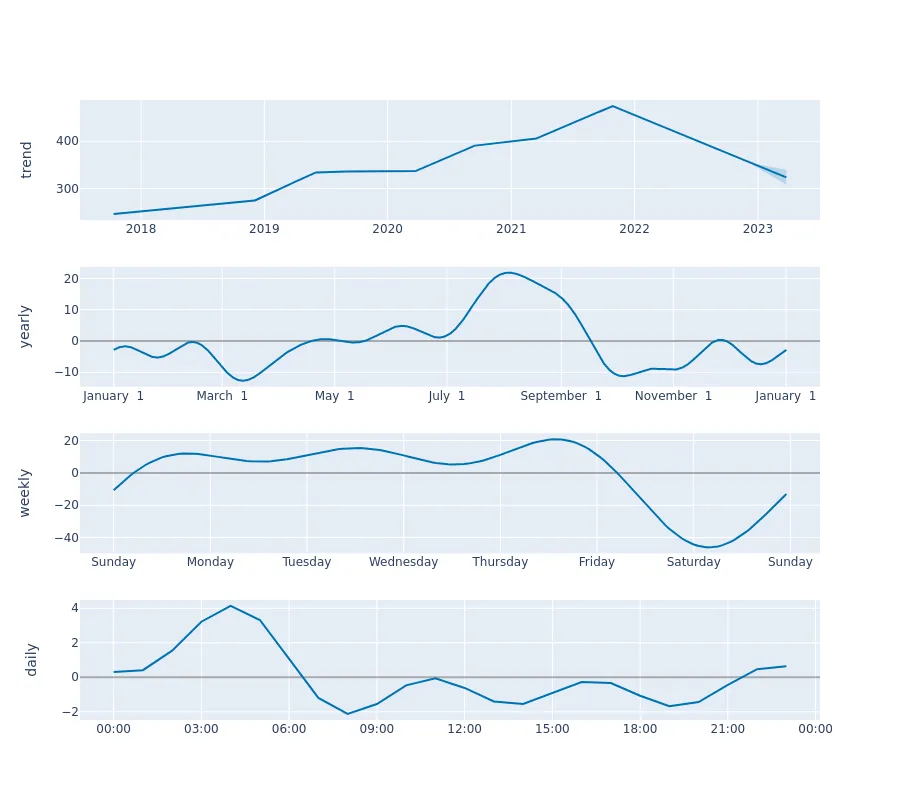 trend
400
300
2018 2019 2020 2021 2022 2023
yearly
20
10
0
−10
January 1 March 1 May 1 July 1 September 1 November 1 January 1
weekly
20
0
−20
−40
Sunday Monday Tuesday Wednesday Thursday Friday Saturday Sunday
daily
4
2
0
−2
00:00 03:00 06:00 09:00 12:00 15:00 18:00 21:00 00:00